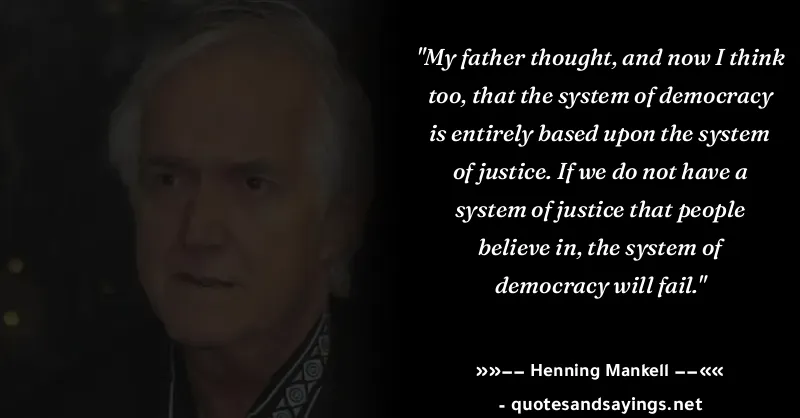 "My father thought, and now I think
too, that the system of democracy
is entirely based upon the system
of justice. If we do not have a
system of justice that people
believe in, the system of
democracy will fail."
»»–– Henning Mankell ––««
- quotesandsayings.net